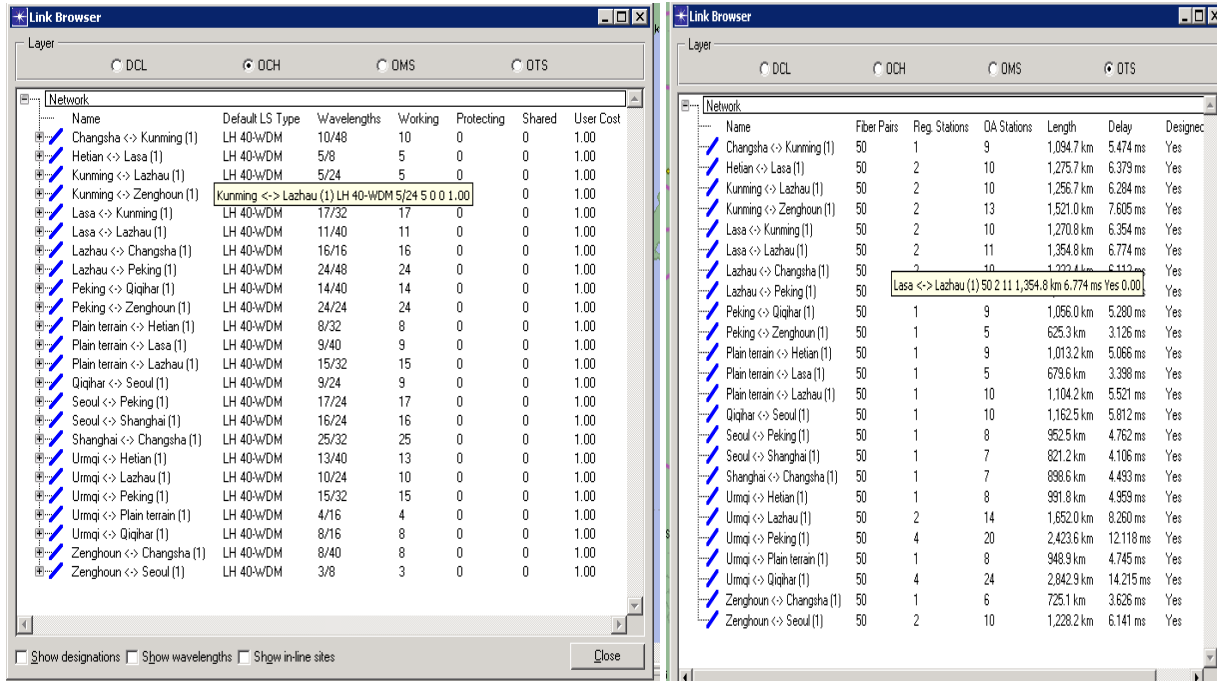 Link Browser
Layer
DCL OCH OMS OTS
Network
Name Default LS Type Wavelengths Working Protecting Shared User Cost
Changsha <-> Kunming (1) LH 40-WDM 10/48 10 0 0 1.00
Hetian <-> Lasa (1) LH 40-WDM 5/8 5 0 0 1.00
Kunming <-> Lazhau (1) LH 40-WDM 5/24 5 0 0 1.00
Kunming <-> Zenghoun (1) 0 1.00
Kunming <-> Lazhau (1) LH 40-WDM 5/24 5 0 0 1.00
Lasa <-> Kunming (1) LH 40-WDM 17/32 17 0 0 1.00
Lasa <-> Lazhau (1) LH 40-WDM 11/40 11 0 0 1.00
Lazhau <-> Changsha (1) LH 40-WDM 16/16 16 0 0 1.00
Lazhau <-> Peking (1) LH 40-WDM 24/48 24 0 0 1.00
Peking <-> Qiqihar (1) LH 40-WDM 14/40 14 0 0 1.00
Peking <-> Zenghoun (1) LH 40-WDM 24/24 24 0 0 1.00
Plain terrain <-> Hetian (1) LH 40-WDM 8/32 8 0 0 1.00
Plain terrain <-> Lasa (1) LH 40-WDM 9/40 9 0 0 1.00
Plain terrain <-> Lazhau (1) LH 40-WDM 15/32 15 0 0 1.00
Qiqihar <-> Seoul (1) LH 40-WDM 9/24 9 0 0 1.00
Seoul <-> Peking (1) LH 40-WDM 17/24 17 0 0 1.00
Seoul <-> Shanghai (1) LH 40-WDM 16/24 16 0 0 1.00
Shanghai <-> Changsha (1) LH 40-WDM 25/32 25 0 0 1.00
Urmqi <-> Hetian (1) LH 40-WDM 13/40 13 0 0 1.00
Urmqi <-> Lazhau (1) LH 40-WDM 10/24 10 0 0 1.00
Urmqi <-> Peking (1) LH 40-WDM 15/32 15 0 0 1.00
Urmqi <-> Plain terrain (1) LH 40-WDM 4/16 4 0 0 1.00
Urmqi <-> Qiqihar (1) LH 40-WDM 8/16 8 0 0 1.00
Zenghoun <-> Changsha (1) LH 40-WDM 8/40 8 0 0 1.00
Zenghoun <-> Seoul (1) LH 40-WDM 3/8 3 0 0 1.00
Show designations Show wavelengths Show in-line sites Close
Link Browser
Layer
DCL OCH OMS OTS
Network
Name Fiber Pairs Reg. Stations OA Stations Length Delay Designed
Changsha <-> Kunming (1) 50 1 9 1,094.7 km 5.474 ms Yes
Hetian <-> Lasa (1) 50 2 10 1,275.7 km 6.379 ms Yes
Kunming <-> Lazhau (1) 50 2 10 1,256.7 km 6.284 ms Yes
Kunming <-> Zenghoun (1) 50 2 13 1,521.0 km 7.605 ms Yes
Lasa <-> Kunming (1) 50 2 10 1,270.8 km 6.354 ms Yes
Lasa <-> Lazhau (1) 50 2 11 1,354.8 km 6.774 ms Yes
Lazhau <-> Changsha (1) 50 2 10 1,222.4 km 6.112 ms Yes
Lasa <-> Lazhau (1) 50 2 11 1,354.8 km 6.774 ms Yes 0.00
Lazhau <-> Peking (1) 50 Yes
Peking <-> Qiqihar (1) 50 1 9 1,056.0 km 5.280 ms Yes
Peking <-> Zenghoun (1) 50 1 5 625.3 km 3.126 ms Yes
Plain terrain <-> Hetian (1) 50 1 9 1,013.2 km 5.066 ms Yes
Plain terrain <-> Lasa (1) 50 1 5 679.6 km 3.398 ms Yes
Plain terrain <-> Lazhau (1) 50 1 10 1,104.2 km 5.521 ms Yes
Qiqihar <-> Seoul (1) 50 1 10 1,162.5 km 5.812 ms Yes
Seoul <-> Peking (1) 50 1 8 952.5 km 4.762 ms Yes
Seoul <-> Shanghai (1) 50 1 7 821.2 km 4.106 ms Yes
Shanghai <-> Changsha (1) 50 1 7 898.6 km 4.493 ms Yes
Urmqi <-> Hetian (1) 50 1 8 991.8 km 4.959 ms Yes
Urmqi <-> Lazhau (1) 50 2 14 1,652.0 km 8.260 ms Yes
Urmqi <-> Peking (1) 50 4 20 2,423.6 km 12.118 ms Yes
Urmqi <-> Plain terrain (1) 50 1 8 948.9 km 4.745 ms Yes
Urmqi <-> Qiqihar (1) 50 4 24 2,842.9 km 14.215 ms Yes
Zenghoun <-> Changsha (1) 50 1 6 725.1 km 3.626 ms Yes
Zenghoun <-> Seoul (1) 50 2 10 1,228.2 km 6.141 ms Yes